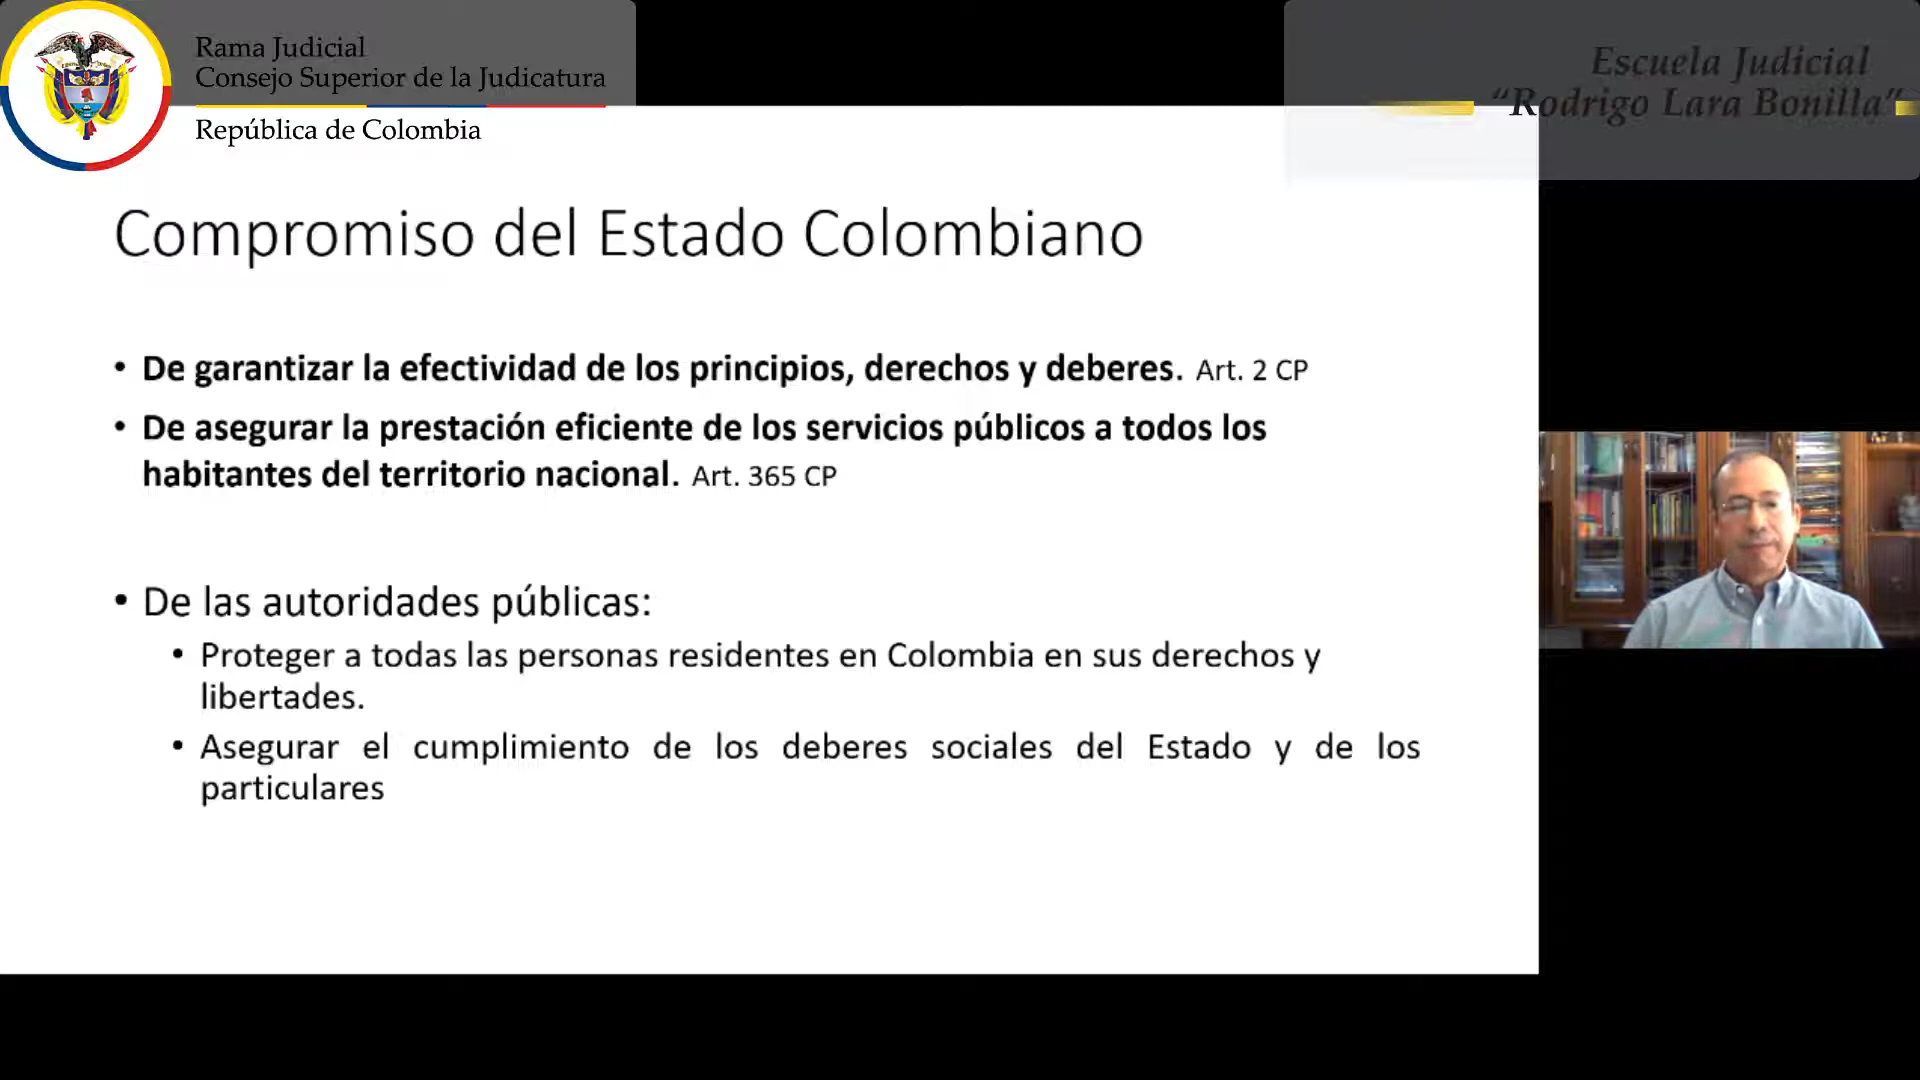 Rama Judicial
Consejo Superior de la Judicatura
República de Colombia
Escuela Judicial
“Rodrigo Lara Bonilla”
Compromiso del Estado Colombiano
• De garantizar la efectividad de los principios, derechos y deberes. Art. 2 CP
• De asegurar la prestación eficiente de los servicios públicos a todos los
habitantes del territorio nacional. Art. 365 CP
• De las autoridades públicas:
• Proteger a todas las personas residentes en Colombia en sus derechos y
libertades.
• Asegurar el cumplimiento de los deberes sociales del Estado y de los
particulares